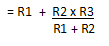 = R1 + R2 x R3
R1 + R2